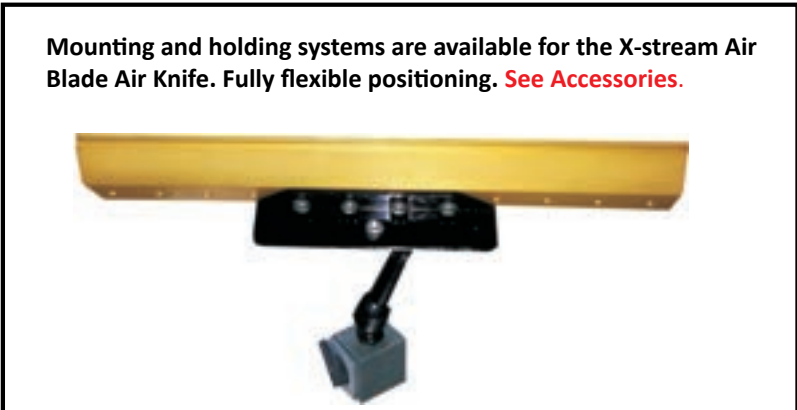 Mounting and holding systems are available for the X-stream Air
Blade Air Knife. Fully flexible positioning. See Accessories.